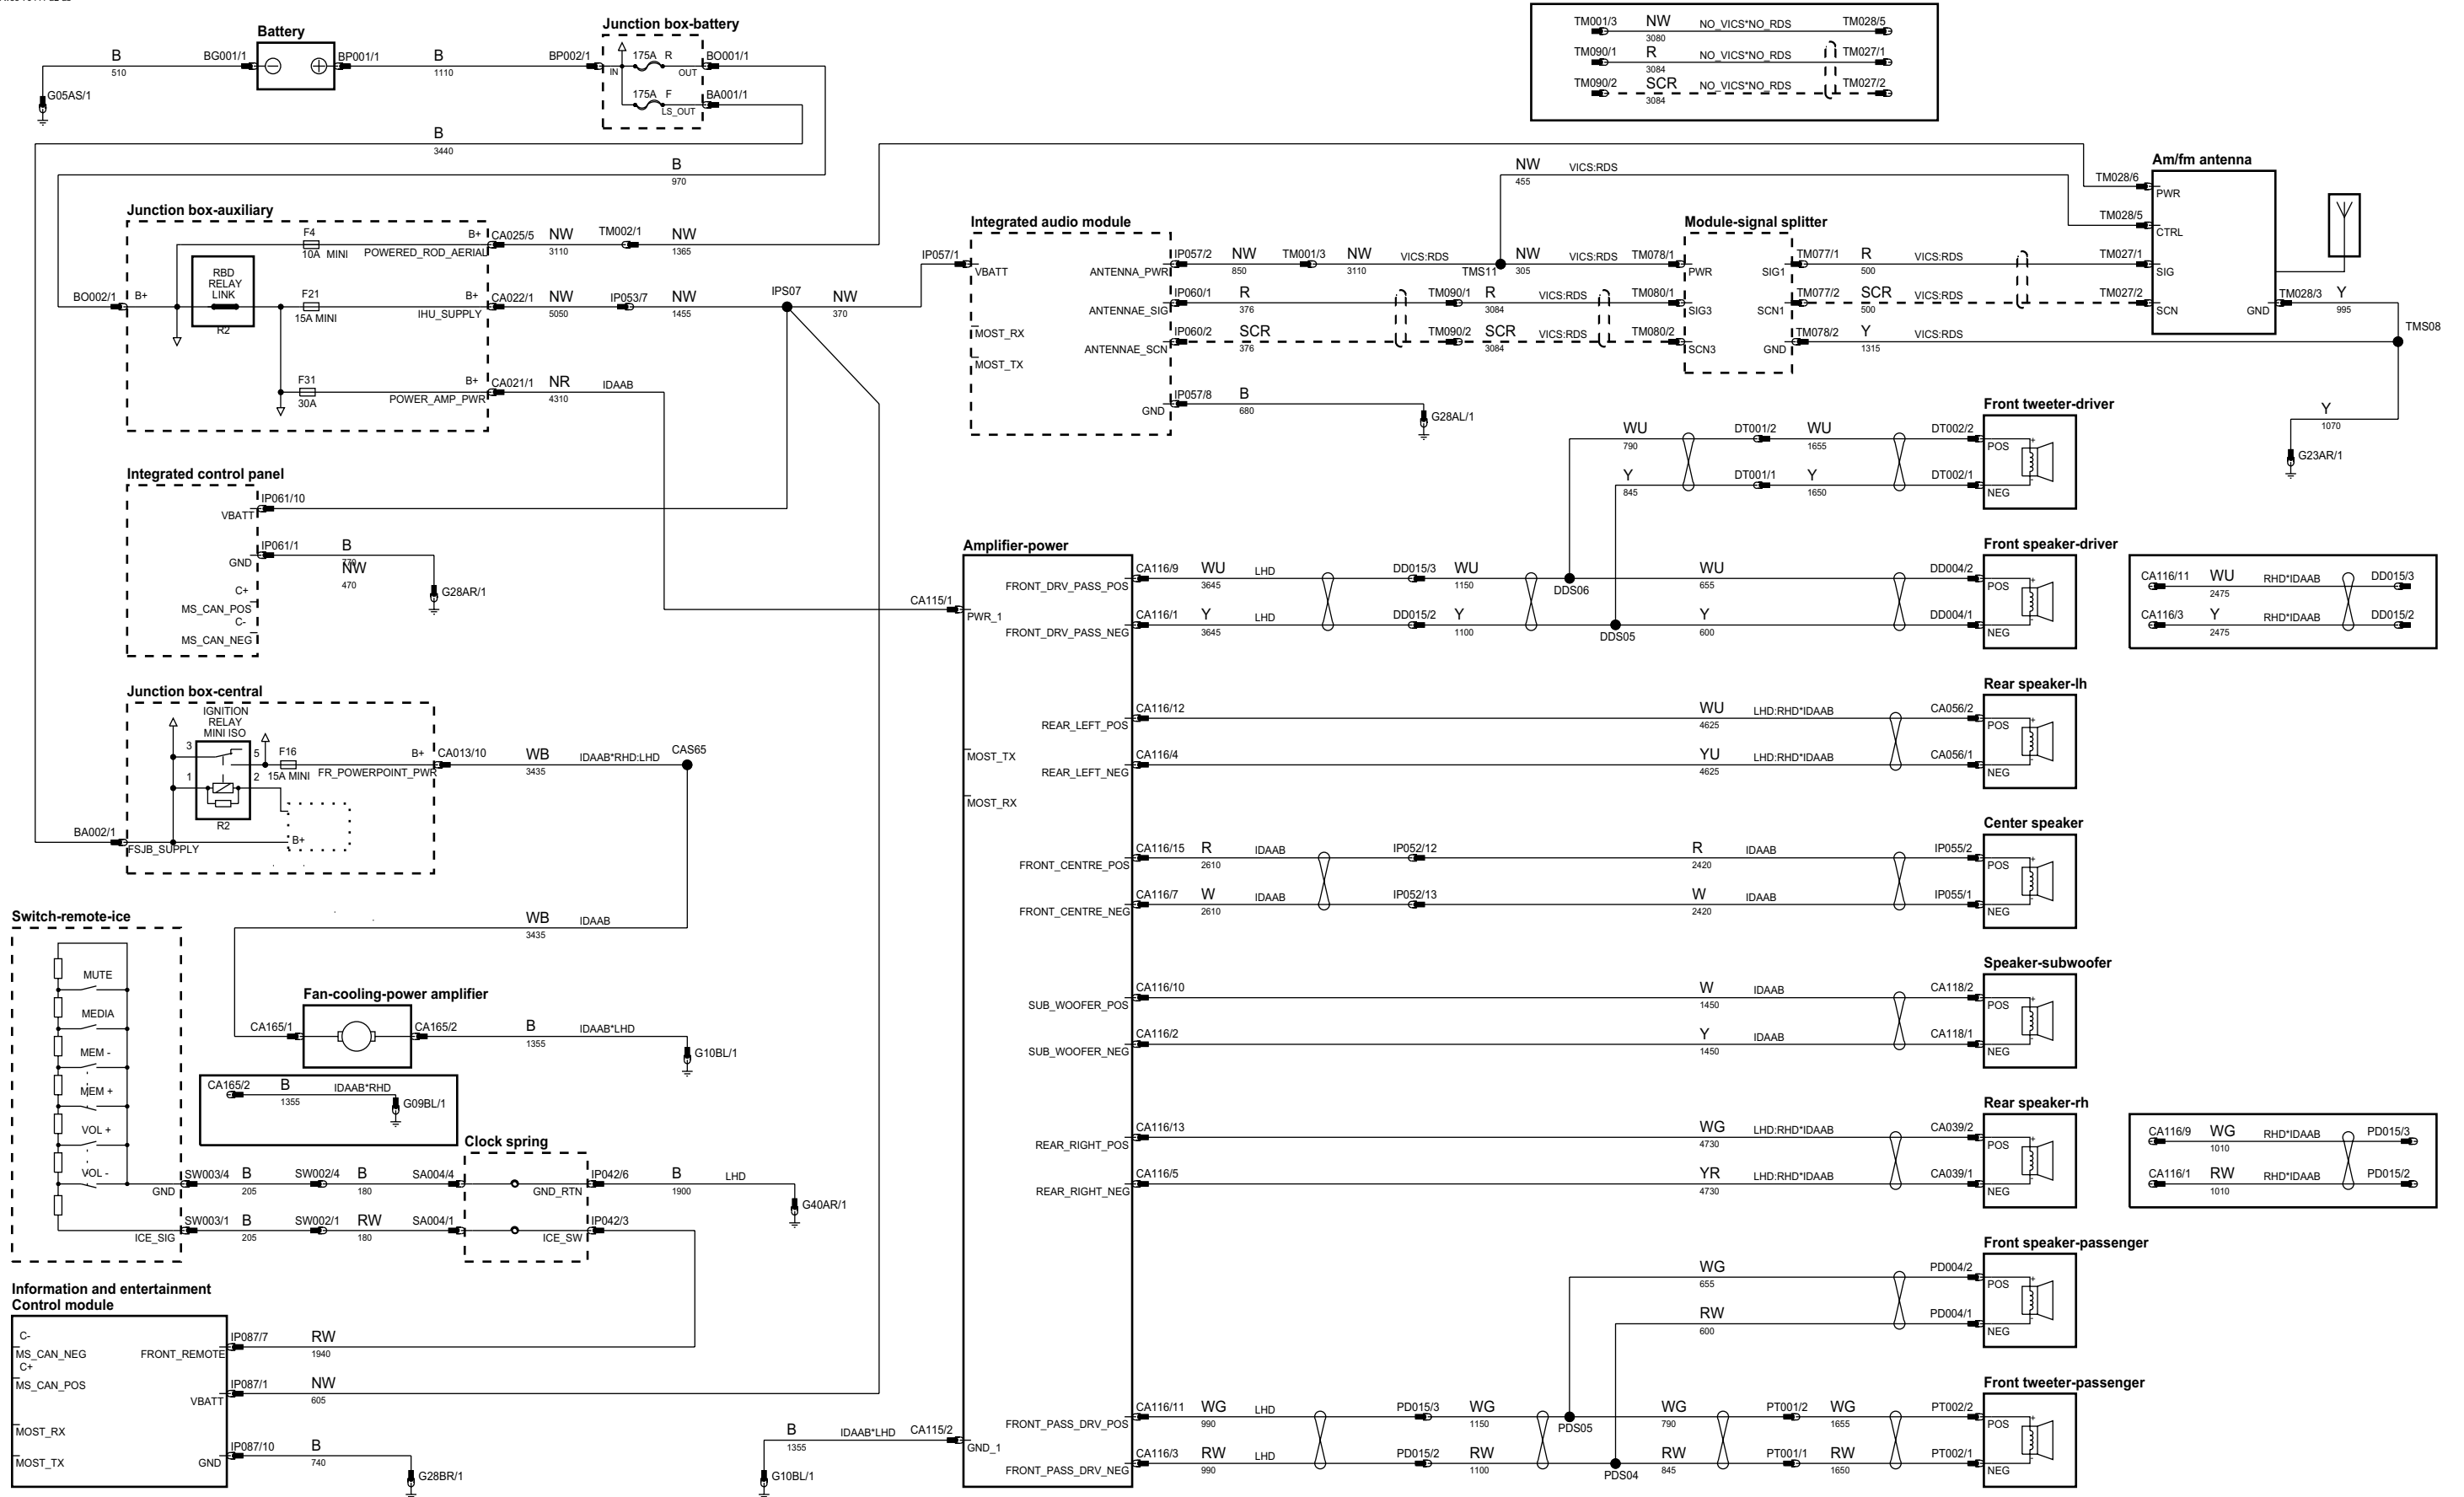 Battery
Junction box-battery
B
510
BG001/1
BP001/1
B
1110
BP002/1
175A R
IN
OUT
BO001/1
175A F
LS_OUT
BA001/1
G05AS/1
B
3440
B
970
TM001/3 NW NO_VICS*NO_RDS TM028/5
3080
TM090/1 R NO_VICS*NO_RDS TM027/1
3084
TM090/2 SCR NO_VICS*NO_RDS TM027/2
3084
Junction box-auxiliary
F4
10A MINI
B+
POWERED_ROD_AERIAL
CA025/5 NW
3110
TM002/1 NW
1365
RBD
RELAY
LINK
R2
BO002/1 B+
F21
15A MINI
B+
IHU_SUPPLY
CA022/1 NW
5050
IP053/7 NW
1455
IPS07
NW
370
F31
30A
B+
POWER_AMP_PWR
CA021/1 NR IDAAB
4310
Integrated audio module
IP057/1
VBATT
ANTENNA_PWR
ANTENNAE_SIG
MOST_RX
ANTENNAE_SCN
MOST_TX
GND
IP057/2 NW
850
TM001/3 NW VICS:RDS
3110
TMS11
NW VICS:RDS
455
NW VICS:RDS
305
TM078/1
IP060/1 R
376
TM090/1 R VICS:RDS
3084
TM080/1
IP060/2 SCR
376
TM090/2 SCR VICS:RDS
3084
TM080/2
IP057/8 B
680
G28AL/1
Module-signal splitter
PWR
SIG1
SIG3
SCN1
SCN3
GND
TM077/1 R VICS:RDS
500
TM027/1
TM077/2 SCR VICS:RDS
500
TM027/2
TM078/2 Y VICS:RDS
1315
Am/fm antenna
TM028/6
PWR
TM028/5
CTRL
SIG
SCN
GND
TM028/3 Y
995
TMS08
Y
1070
G23AR/1
Integrated control panel
IP061/10
VBATT
IP061/1 B
770
NW
470
GND
C+
MS_CAN_POS
C-
MS_CAN_NEG
G28AR/1
Junction box-central
IGNITION
RELAY
MINI ISO
3
5
1
2
R2
F16
15A MINI
B+
FR_POWERPOINT_PWR
CA013/10 WB IDAAB*RHD:LHD
3435
CAS65
BA002/1
FSJB_SUPPLY
B+
WB IDAAB
3435
Switch-remote-ice
MUTE
MEDIA
MEM -
MEM +
VOL +
VOL -
GND
ICE_SIG
Fan-cooling-power amplifier
CA165/1
CA165/2 B IDAAB*LHD
1355
G10BL/1
CA165/2 B IDAAB*RHD
1355
G09BL/1
Clock spring
SW003/4 B
205
SW002/4 B
180
SA004/4
GND_RTN
IP042/6 B LHD
1900
G40AR/1
SW003/1 B
205
SW002/1 RW
180
SA004/1
ICE_SW
IP042/3
Information and entertainment
Control module
C-
MS_CAN_NEG
C+
MS_CAN_POS
MOST_RX
MOST_TX
FRONT_REMOTE
VBATT
GND
IP087/7 RW
1940
IP087/1 NW
605
IP087/10 B
740
G28BR/1
Amplifier-power
CA115/1
PWR_1
FRONT_DRV_PASS_POS
FRONT_DRV_PASS_NEG
REAR_LEFT_POS
MOST_TX
REAR_LEFT_NEG
MOST_RX
FRONT_CENTRE_POS
FRONT_CENTRE_NEG
SUB_WOOFER_POS
SUB_WOOFER_NEG
REAR_RIGHT_POS
REAR_RIGHT_NEG
FRONT_PASS_DRV_POS
GND_1
FRONT_PASS_DRV_NEG
B IDAAB*LHD CA115/2
1355
G10BL/1
Front tweeter-driver
WU
790
DT001/2 WU
1655
DT002/2
POS
Y
845
DT001/1 Y
1650
DT002/1
NEG
Front speaker-driver
CA116/9 WU LHD
3645
DD015/3 WU
1150
DDS06
WU
655
DD004/2
POS
CA116/1 Y LHD
3645
DD015/2 Y
1100
DDS05
Y
600
DD004/1
NEG
CA116/11 WU RHD*IDAAB DD015/3
2475
CA116/3 Y RHD*IDAAB DD015/2
2475
Rear speaker-lh
CA116/12 WU LHD:RHD*IDAAB CA056/2
4625
POS
CA116/4 YU LHD:RHD*IDAAB CA056/1
4625
NEG
Center speaker
CA116/15 R IDAAB
2610
IP052/12 R IDAAB
2420
IP055/2
POS
CA116/7 W IDAAB
2610
IP052/13 W IDAAB
2420
IP055/1
NEG
Speaker-subwoofer
CA116/10 W IDAAB CA118/2
1450
POS
CA116/2 Y IDAAB CA118/1
1450
NEG
Rear speaker-rh
CA116/13 WG LHD:RHD*IDAAB CA039/2
4730
POS
CA116/5 YR LHD:RHD*IDAAB CA039/1
4730
NEG
CA116/9 WG RHD*IDAAB PD015/3
1010
CA116/1 RW RHD*IDAAB PD015/2
1010
Front speaker-passenger
WG
655
PD004/2
POS
RW
600
PD004/1
NEG
Front tweeter-passenger
CA116/11 WG LHD
990
PD015/3 WG
1150
PDS05
WG
790
PT001/2 WG
1655
PT002/2
POS
CA116/3 RW LHD
990
PD015/2 RW
1100
PDS04
RW
845
PT001/1 RW
1650
PT002/1
NEG